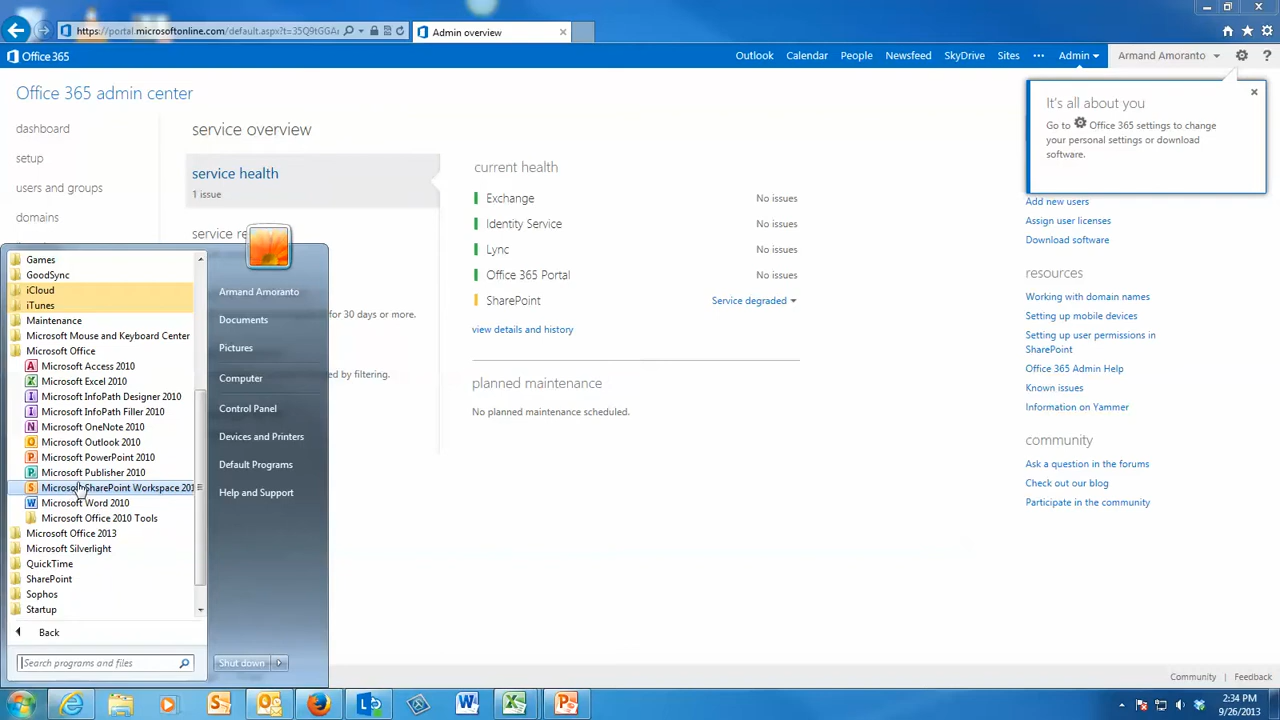 https://portal.microsoftonline.com/default.aspx?t=35Q9tGGAr
Admin overview
Office 365
Outlook
Calendar
People
Newsfeed
SkyDrive
Sites
Admin
Armand Amoranto
?
Office 365 admin center
It's all about you
Go to Office 365 settings to change
your personal settings or download
software.
dashboard
setup
users and groups
domains
service overview
service health
1 issue
service re
for 30 days or more.
ed by filtering.
current health
Exchange No issues
Identity Service No issues
Lync No issues
Office 365 Portal No issues
SharePoint Service degraded
view details and history
planned maintenance
No planned maintenance scheduled.
Add new users
Assign user licenses
Download software
resources
Working with domain names
Setting up mobile devices
Setting up user permissions in
SharePoint
Office 365 Admin Help
Known issues
Information on Yammer
community
Ask a question in the forums
Check out our blog
Participate in the community
Games
GoodSync
iCloud
iTunes
Maintenance
Microsoft Mouse and Keyboard Center
Microsoft Office
Microsoft Access 2010
Microsoft Excel 2010
Microsoft InfoPath Designer 2010
Microsoft InfoPath Filler 2010
Microsoft OneNote 2010
Microsoft Outlook 2010
Microsoft PowerPoint 2010
Microsoft Publisher 2010
Microsoft SharePoint Workspace 201
Microsoft Word 2010
Microsoft Office 2010 Tools
Microsoft Office 2013
Microsoft Silverlight
QuickTime
SharePoint
Sophos
Startup
Back
Search programs and files
Armand Amoranto
Documents
Pictures
Computer
Control Panel
Devices and Printers
Default Programs
Help and Support
Shut down
Community
Feedback
2:34 PM
9/26/2013